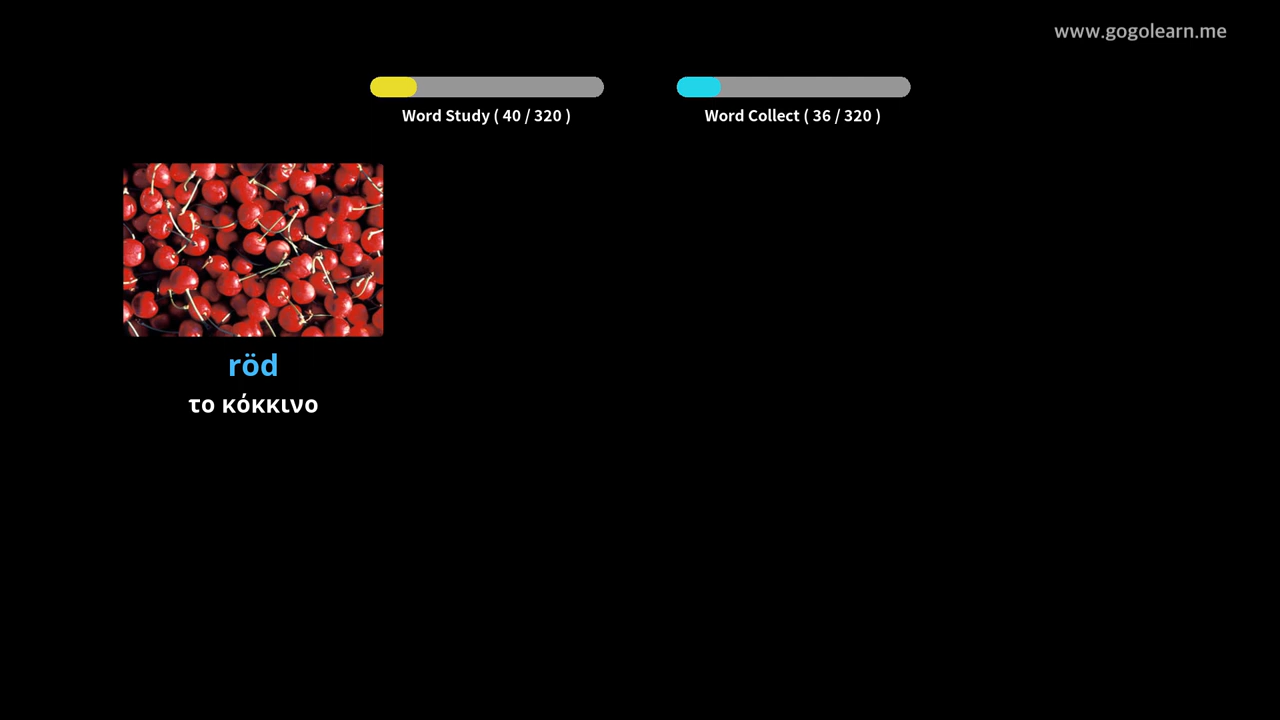 www.gogolearn.me
Word Study ( 40 / 320 )
Word Collect ( 36 / 320 )
röd
το κόκκινο